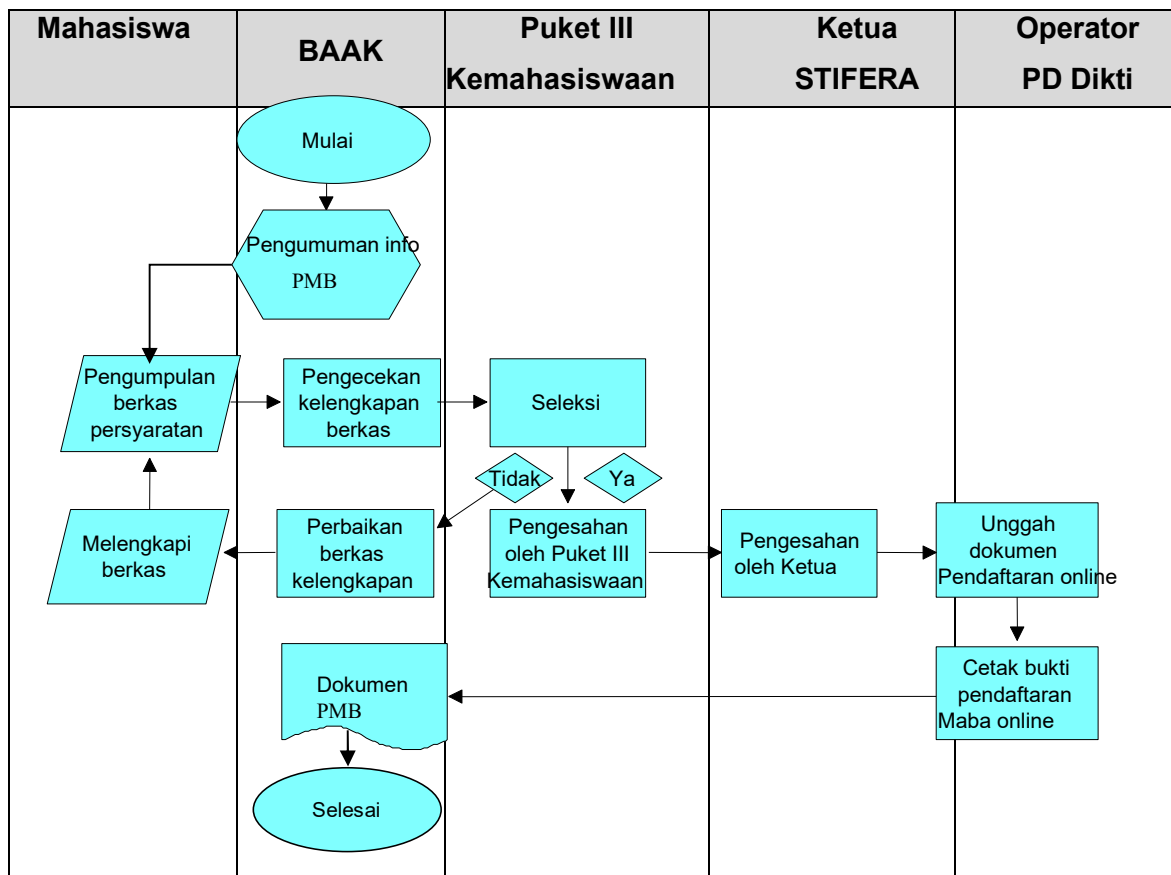 Mahasiswa
BAAK
Puket III
Kemahasiswaan
Ketua
STIFERA
Operator
PD Dikti
Mulai
Pengumuman info
PMB
Pengumpulan
berkas
persyaratan
Pengecekan
kelengkapan
berkas
Seleksi
Tidak
Ya
Melengkapi
berkas
Perbaikan
berkas
kelengkapan
Pengesahan
oleh Puket III
Kemahasiswaan
Pengesahan
oleh Ketua
Unggah
dokumen
Pendaftaran online
Dokumen
PMB
Cetak bukti
pendaftaran
Maba online
Selesai